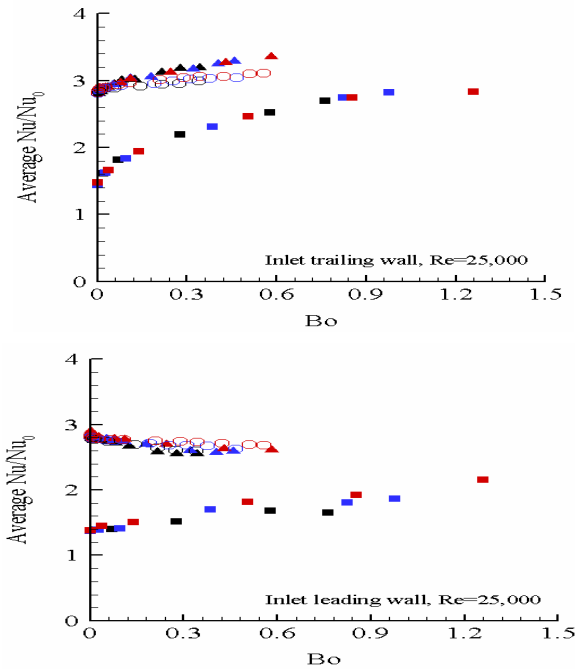 4
3
2
1
0
Average Nu/Nu0
Inlet trailing wall, Re=25,000
0 0.3 0.6 0.9 1.2 1.5
Bo
4
3
2
1
0
Average Nu/Nu0
Inlet leading wall, Re=25,000
0 0.3 0.6 0.9 1.2 1.5
Bo